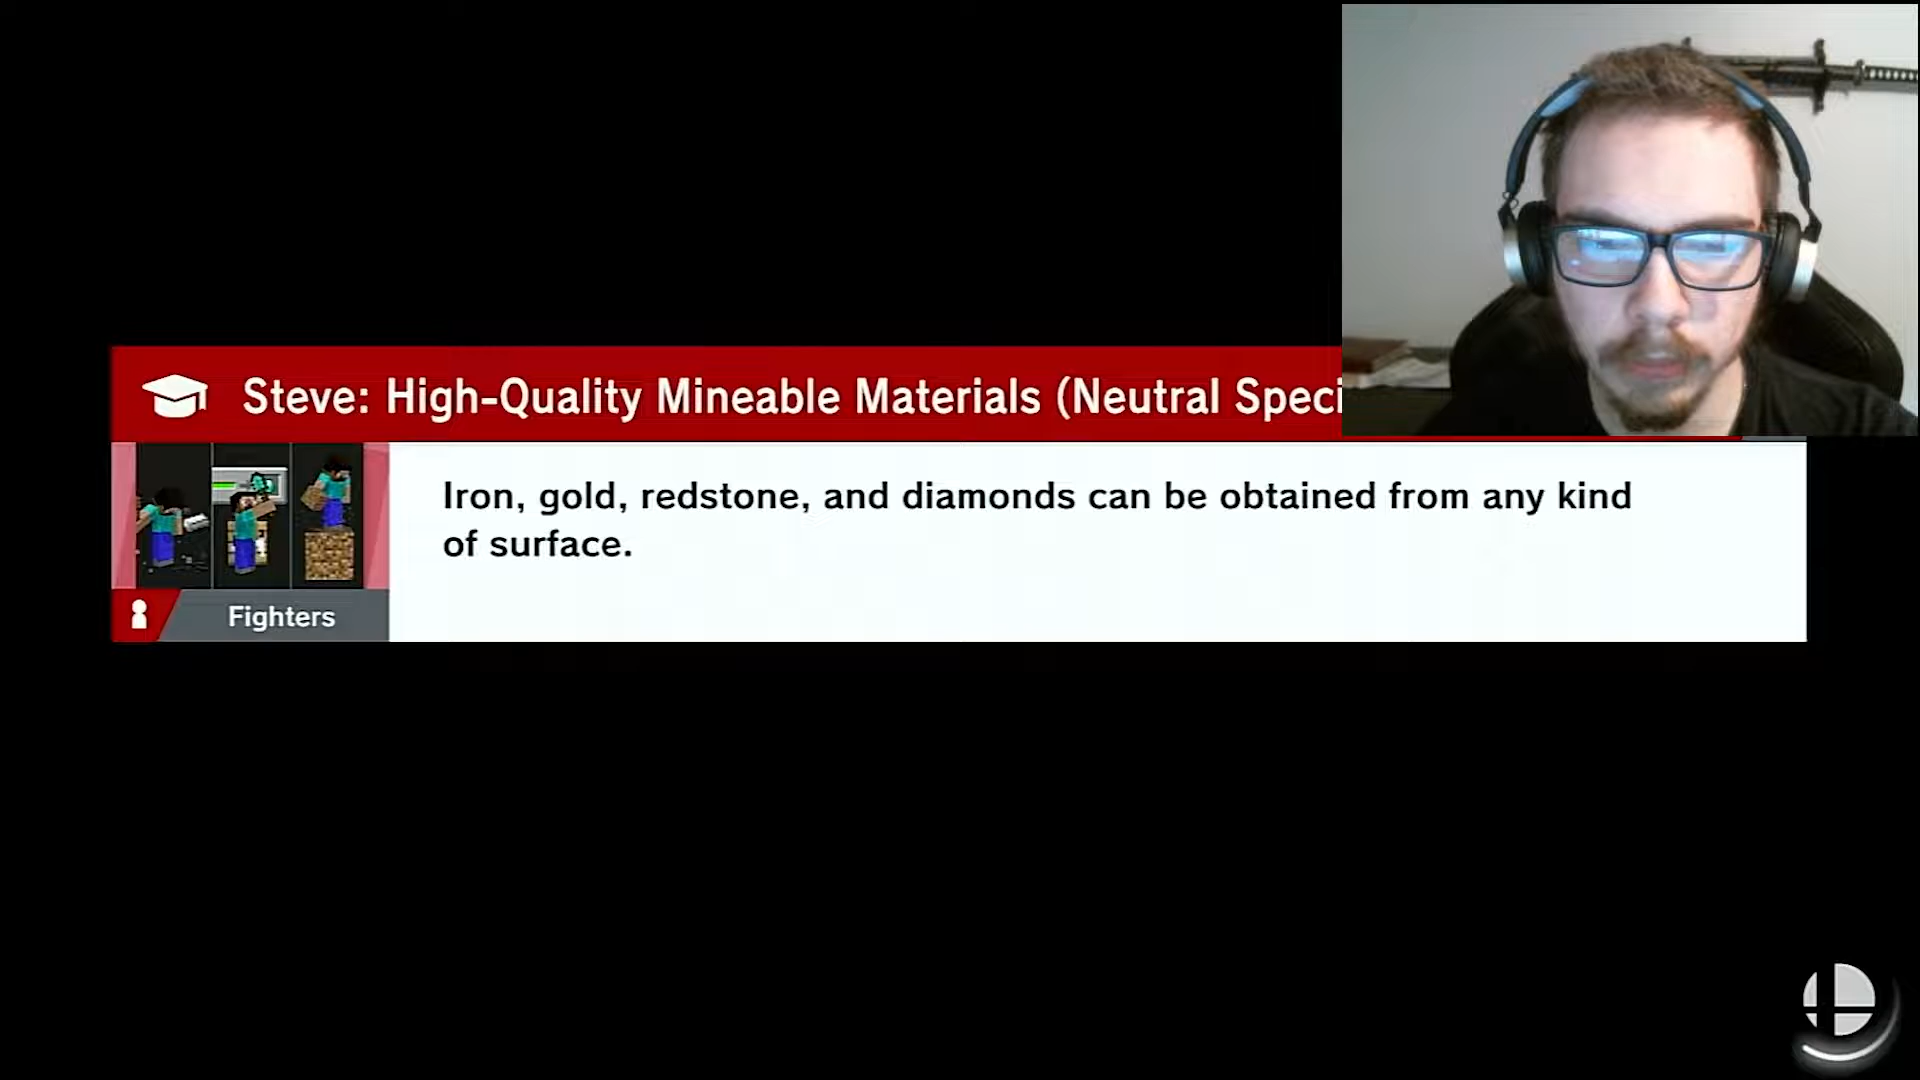 Steve: High-Quality Mineable Materials (Neutral
Iron, gold, redstone, and diamonds can be obtained from any kind
of surface.
Fighters